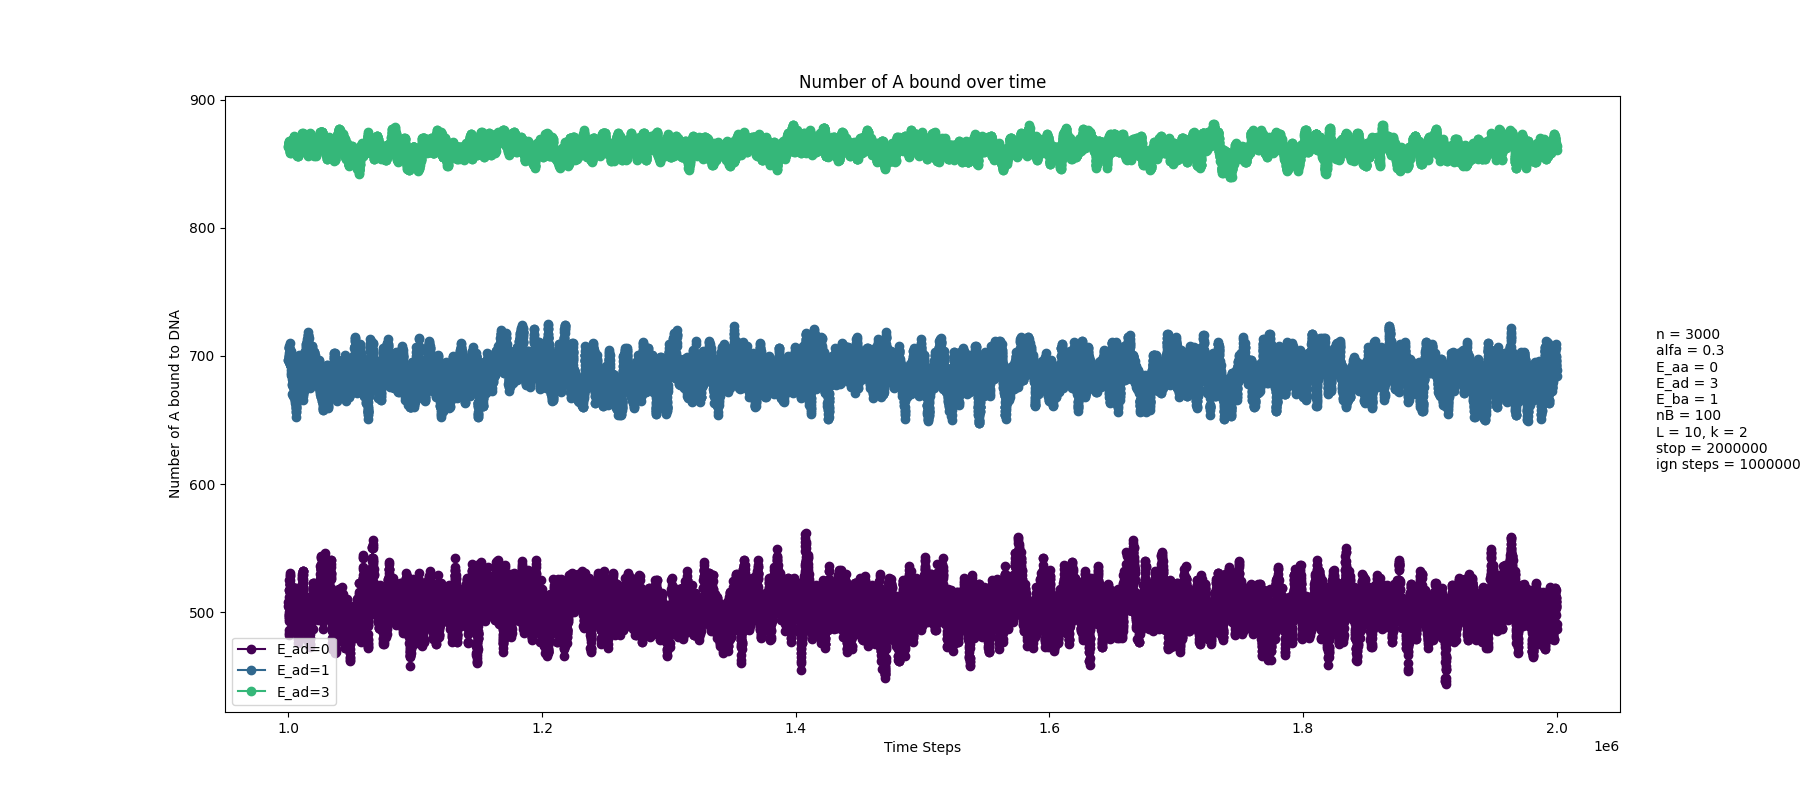 Number of A bound over time
Number of A bound to DNA
900
800
700
600
500
E_ad=0
E_ad=1
E_ad=3
1.0
1.2
1.4
1.6
1.8
2.0
1e6
Time Steps
n = 3000
alfa = 0.3
E_aa = 0
E_ad = 3
E_ba = 1
nB = 100
L = 10, k = 2
stop = 2000000
ign steps = 1000000